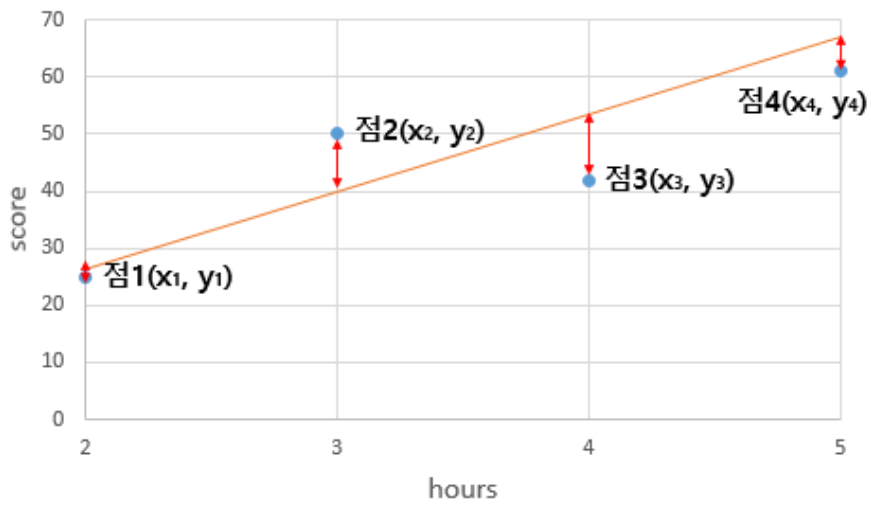 70
60
점4(x₄, y₄)
50
점2(x₂, y₂)
40
점3(x₃, y₃)
score
30
점1(x₁, y₁)
20
10
0
2 3 4 5
hours